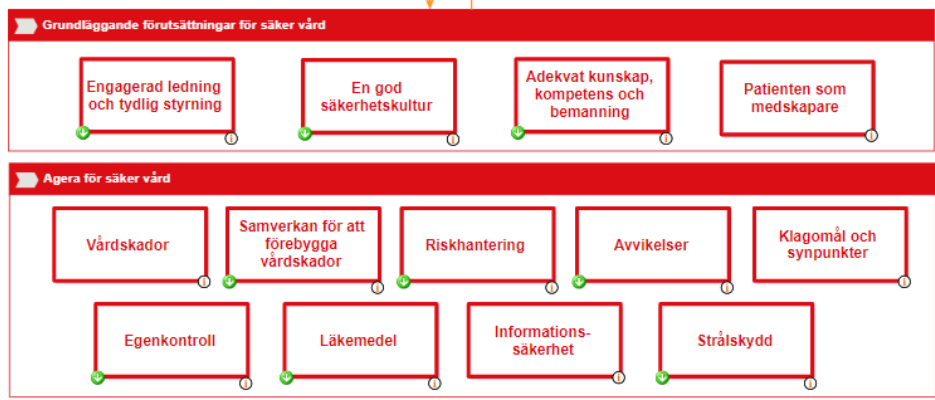 Grundläggande förutsättningar för säker vård
Engagerad ledning
och tydlig styrning
En god
säkerhetskultur
Adekvat kunskap,
kompetens och
bemanning
Patienten som
medskapare
Agera för säker vård
Vårdskador
Samverkan för att
förebygga
vårdskador
Riskhantering
Avvikelser
Klagomål och
synpunkter
Egenkontroll
Läkemedel
Informations-
säkerhet
Strålskydd